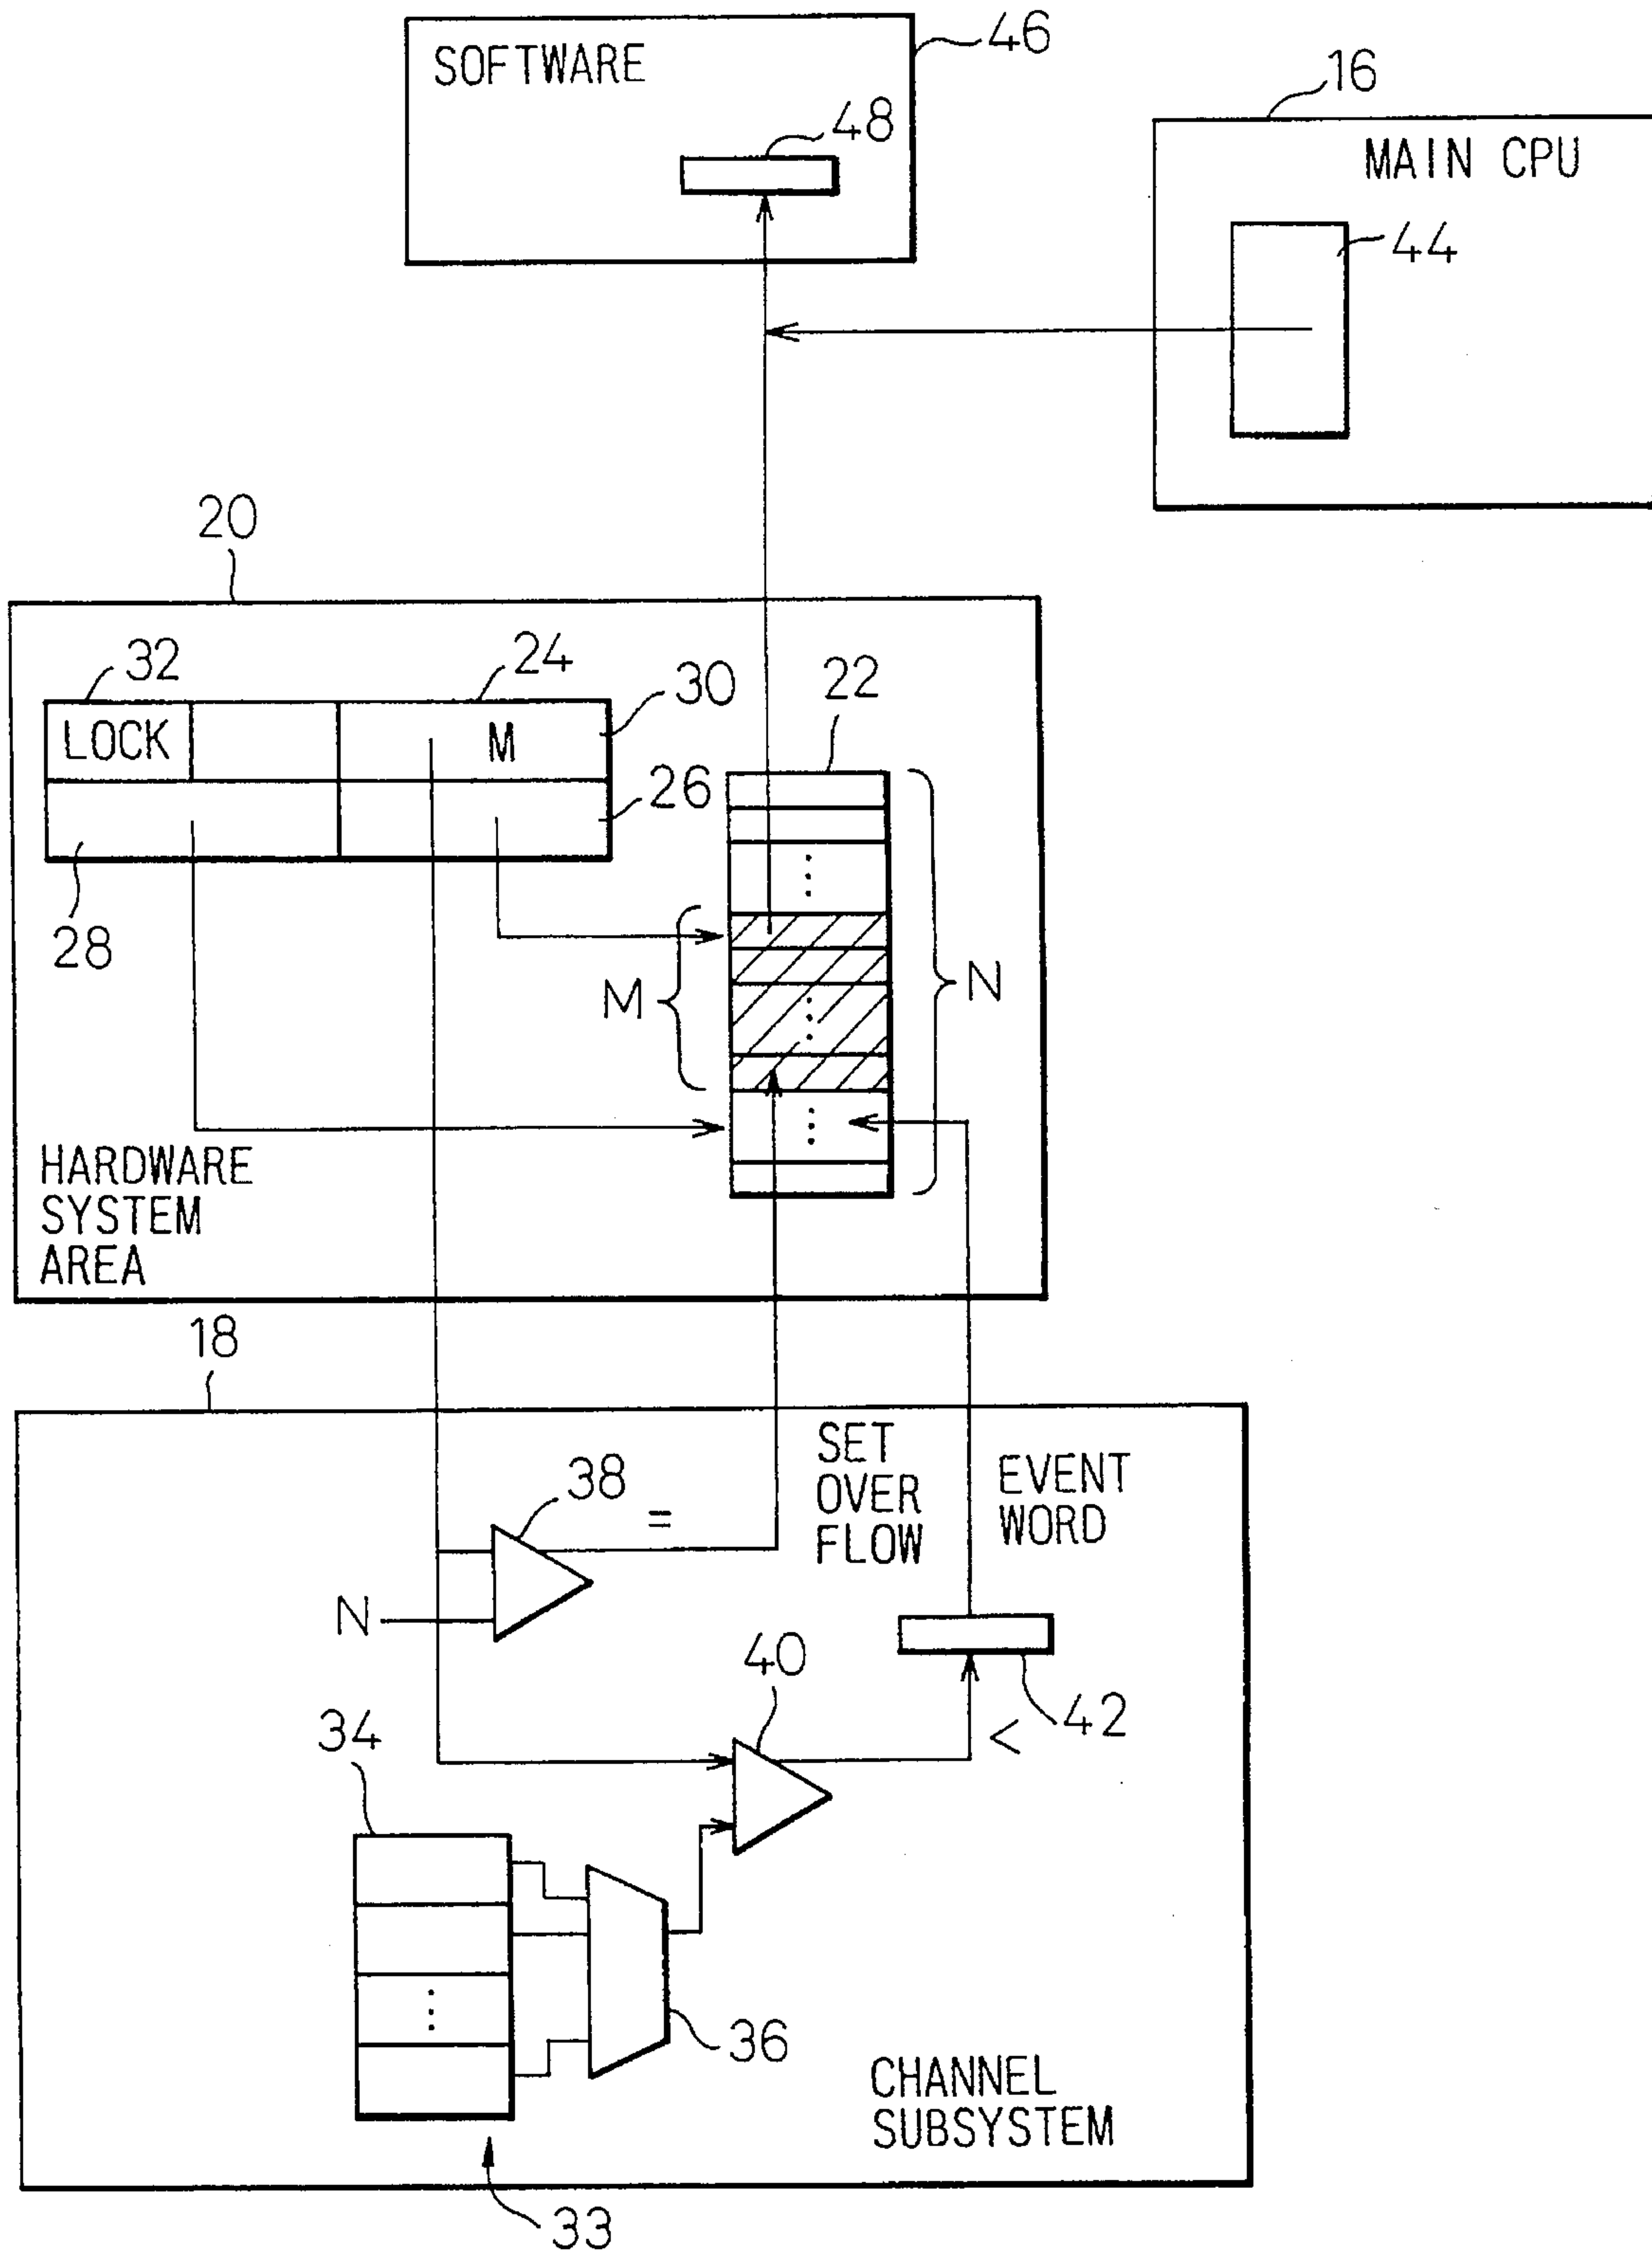 SOFTWARE
46
48
16
MAIN CPU
44
20
32
24
30
22
LOCK
M
26
28
M
N
HARDWARE
SYSTEM
AREA
18
SET
OVER
FLOW
EVENT
WORD
38
=
N
40
42
<
34
36
CHANNEL
SUBSYSTEM
33